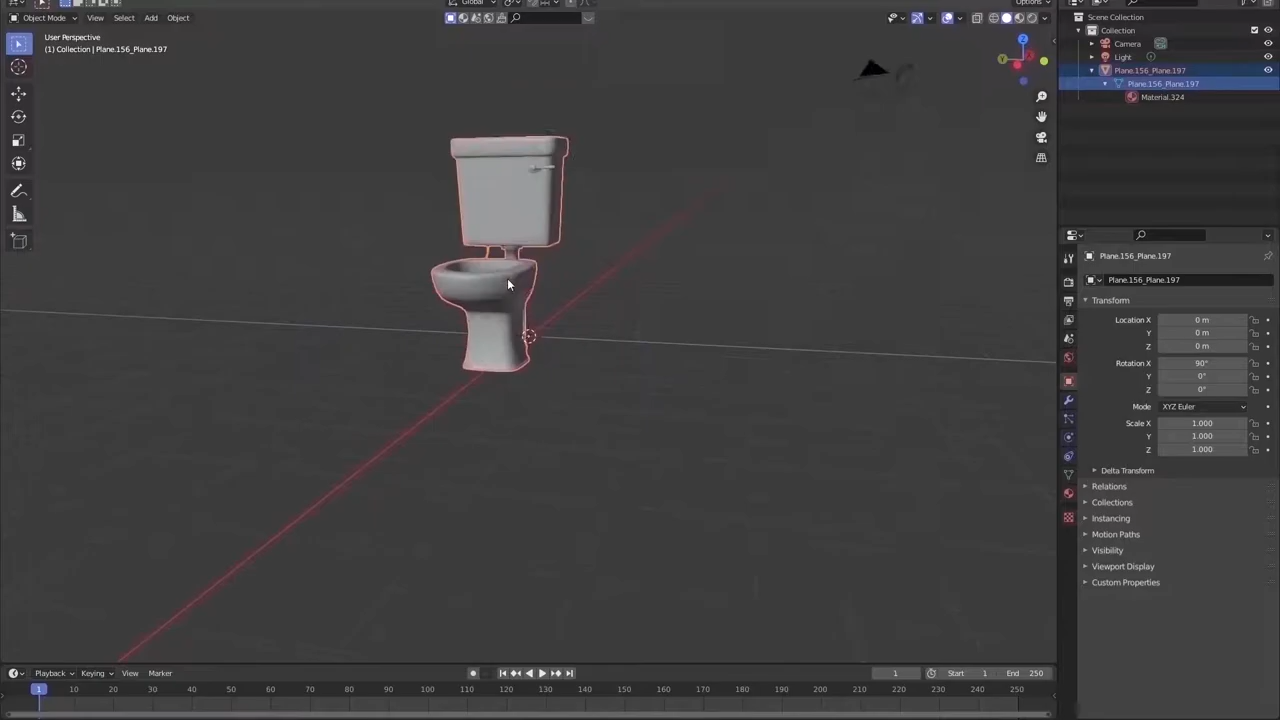 Global
Options
Object Mode View Select Add Object
User Perspective
(1) Collection | Plane.156_Plane.197
Z
Y
X
Scene Collection
Collection
Camera
Light
Plane.156_Plane.197
Plane.156_Plane.197
Material.324
Plane.156_Plane.197
Plane.156_Plane.197
Transform
Location X 0 m
Y 0 m
Z 0 m
Rotation X 90°
Y 0°
Z 0°
Mode XYZ Euler
Scale X 1.000
Y 1.000
Z 1.000
Delta Transform
Relations
Collections
Instancing
Motion Paths
Visibility
Viewport Display
Custom Properties
Playback Keying View Marker 1 Start 1 End 250
1 10 20 30 40 50 60 70 80 90 100 110 120 130 140 150 160 170 180 190 200 210 220 230 240 250